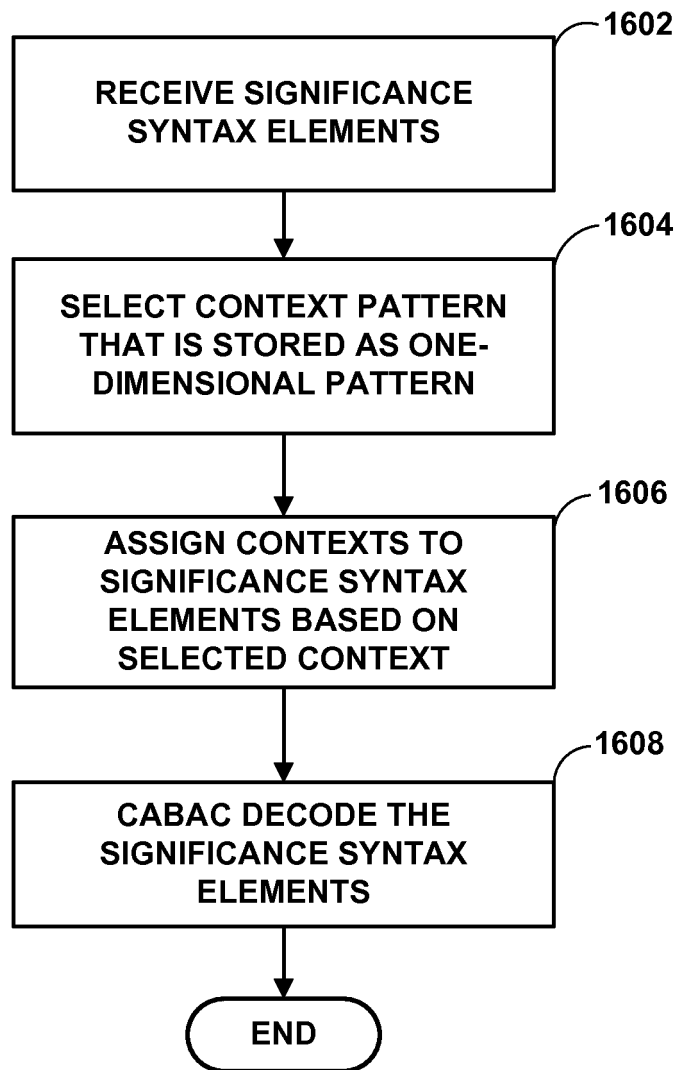 1602
RECEIVE SIGNIFICANCE
SYNTAX ELEMENTS
1604
SELECT CONTEXT PATTERN
THAT IS STORED AS ONE-
DIMENSIONAL PATTERN
1606
ASSIGN CONTEXTS TO
SIGNIFICANCE SYNTAX
ELEMENTS BASED ON
SELECTED CONTEXT
1608
CABAC DECODE THE
SIGNIFICANCE SYNTAX
ELEMENTS
END